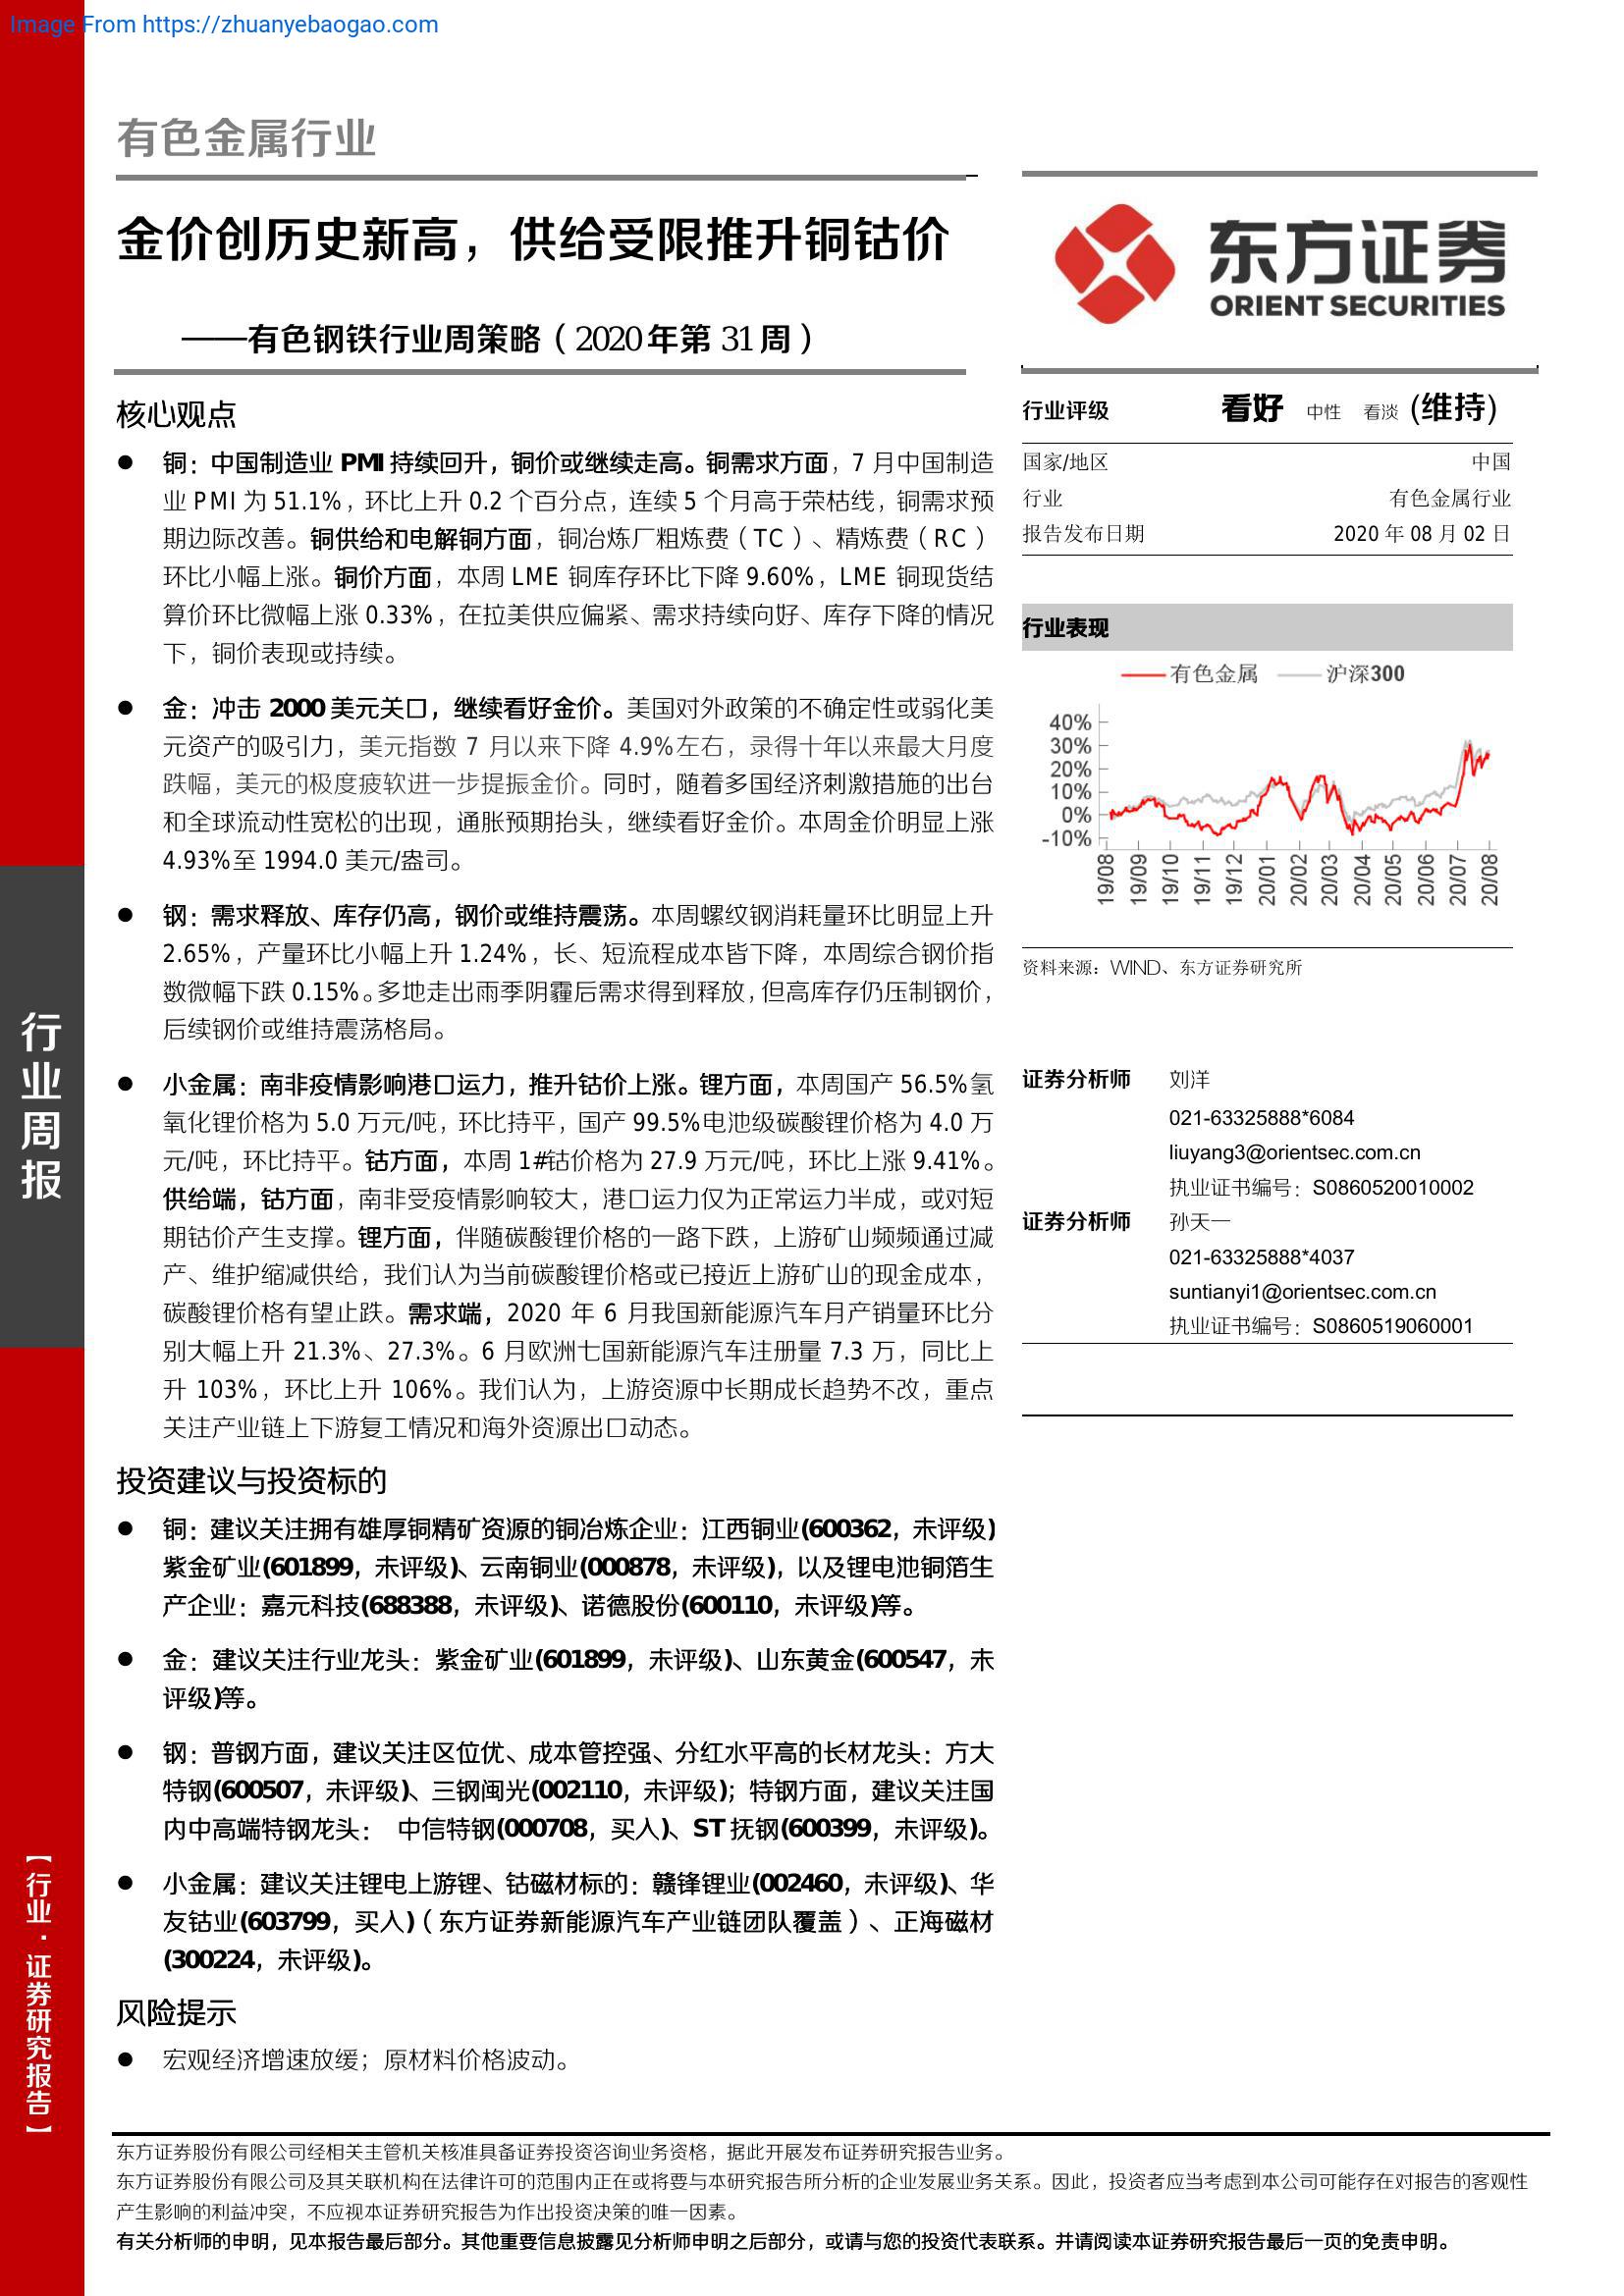 Image From https://zhuanyebaogao.com
有色金属行业
金价创历史新高，供给受限推升铜钴价
——有色钢铁行业周策略（2020年第 31 周）
核心观点
● 铜：中国制造业 PMI 持续回升，铜价或继续走高。铜需求方面，7 月中国制造
业 PMI 为 51.1%，环比上升 0.2 个百分点，连续 5 个月高于荣枯线，铜需求预
期边际改善。铜供给和电解铜方面，铜冶炼厂粗炼费（TC）、精炼费（RC）
环比小幅上涨。铜价方面，本周 LME 铜库存环比下降 9.60%，LME 铜现货结
算价环比微幅上涨 0.33%，在拉美供应偏紧、需求持续向好、库存下降的情况
下，铜价表现或持续。
● 金：冲击 2000 美元关口，继续看好金价。美国对外政策的不确定性或弱化美
元资产的吸引力，美元指数 7 月以来下降 4.9%左右，录得十年以来最大月度
跌幅，美元的极度疲软进一步提振金价。同时，随着多国经济刺激措施的出台
和全球流动性宽松的出现，通胀预期抬头，继续看好金价。本周金价明显上涨
4.93%至 1994.0 美元/盎司。
● 钢：需求释放、库存仍高，钢价或维持震荡。本周螺纹钢消耗量环比明显上升
2.65%，产量环比小幅上升 1.24%，长、短流程成本皆下降，本周综合钢价指
数微幅下跌 0.15%。多地走出雨季阴霾后需求得到释放，但高库存仍压制钢价，
后续钢价或维持震荡格局。
● 小金属：南非疫情影响港口运力，推升钴价上涨。锂方面，本周国产 56.5%氢
氧化锂价格为 5.0 万元/吨，环比持平，国产 99.5%电池级碳酸锂价格为 4.0 万
元/吨，环比持平。钴方面，本周 1#钴价格为 27.9 万元/吨，环比上涨 9.41%。
供给端，钴方面，南非受疫情影响较大，港口运力仅为正常运力半成，或对短
期钴价产生支撑。锂方面，伴随碳酸锂价格的一路下跌，上游矿山频频通过减
产、维护缩减供给，我们认为当前碳酸锂价格或已接近上游矿山的现金成本，
碳酸锂价格有望止跌。需求端，2020 年 6 月我国新能源汽车月产销量环比分
别大幅上升 21.3%、27.3%。6 月欧洲七国新能源汽车注册量 7.3 万，同比上
升 103%，环比上升 106%。我们认为，上游资源中长期成长趋势不改，重点
关注产业链上下游复工情况和海外资源出口动态。
投资建议与投资标的
● 铜：建议关注拥有雄厚铜精矿资源的铜冶炼企业：江西铜业(600362，未评级)
紫金矿业(601899，未评级)、云南铜业(000878，未评级)，以及锂电池铜箔生
产企业：嘉元科技(688388，未评级)、诺德股份(600110，未评级)等。
● 金：建议关注行业龙头：紫金矿业(601899，未评级)、山东黄金(600547，未
评级)等。
● 钢：普钢方面，建议关注区位优、成本管控强、分红水平高的长材龙头：方大
特钢(600507，未评级)、三钢闽光(002110，未评级)；特钢方面，建议关注国
内中高端特钢龙头： 中信特钢(000708，买入)、ST 抚钢(600399，未评级)。
● 小金属：建议关注锂电上游锂、钴磁材标的：赣锋锂业(002460，未评级)、华
友钴业(603799，买入)（东方证券新能源汽车产业链团队覆盖）、正海磁材
(300224，未评级)。
风险提示
● 宏观经济增速放缓；原材料价格波动。
东方证券
ORIENT SECURITIES
行业评级 看好 中性 看淡 (维持)
国家/地区 中国
行业 有色金属行业
报告发布日期 2020 年 08 月 02 日
行业表现
有色金属 沪深300
40%
30%
20%
10%
0%
-10%
19/08 19/09 19/10 19/11 19/12 20/01 20/02 20/03 20/04 20/05 20/06 20/07 20/08
资料来源：WIND、东方证券研究所
证券分析师 刘洋
021-63325888*6084
liuyang3@orientsec.com.cn
执业证书编号：S0860520010002
证券分析师 孙天一
021-63325888*4037
suntianyi1@orientsec.com.cn
执业证书编号：S0860519060001
行业周报
【行业·证券研究报告】
东方证券股份有限公司经相关主管机关核准具备证券投资咨询业务资格，据此开展发布证券研究报告业务。
东方证券股份有限公司及其关联机构在法律许可的范围内正在或将要与本研究报告所分析的企业发展业务关系。因此，投资者应当考虑到本公司可能存在对报告的客观性
产生影响的利益冲突，不应视本证券研究报告为作出投资决策的唯一因素。
有关分析师的申明，见本报告最后部分。其他重要信息披露见分析师申明之后部分，或请与您的投资代表联系。并请阅读本证券研究报告最后一页的免责申明。